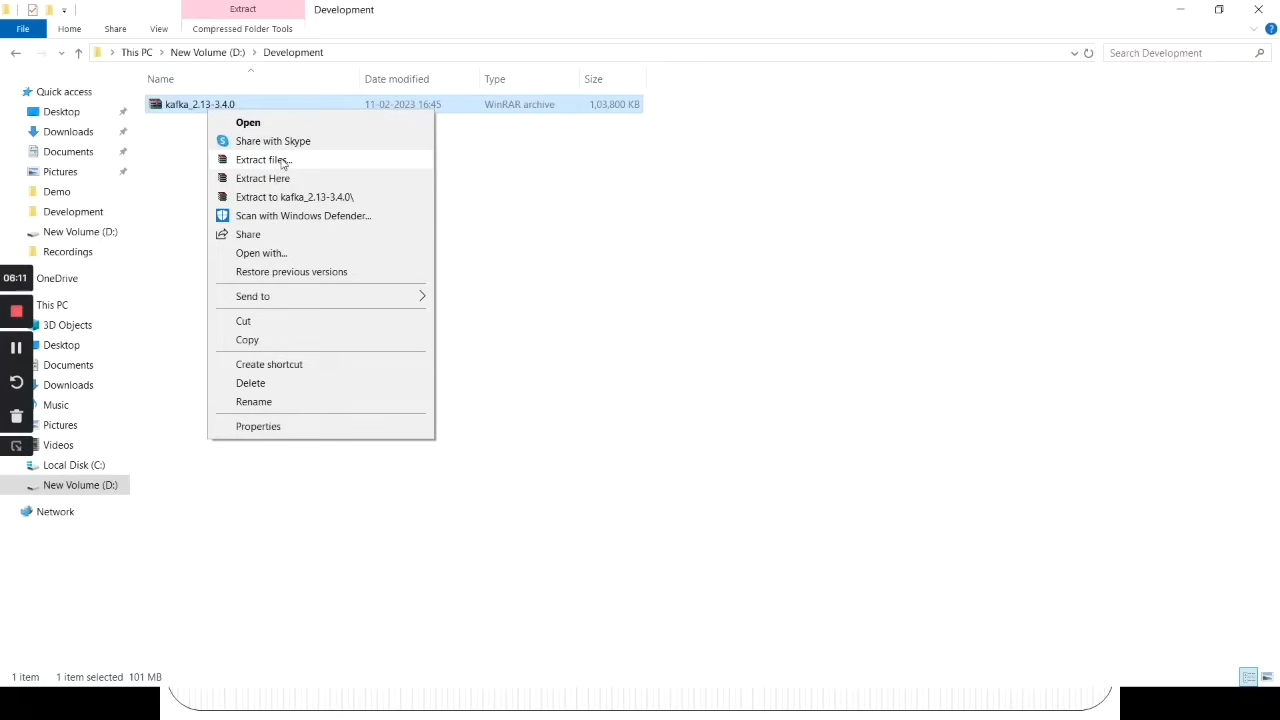 Extract
Development
File
Home
Share
View
Compressed Folder Tools
This PC
New Volume (D:)
Development
Search Development
Name
Date modified
Type
Size
Quick access
Desktop
Downloads
Documents
Pictures
Demo
Development
New Volume (D:)
Recordings
06:11
OneDrive
This PC
3D Objects
Desktop
Documents
Downloads
Music
Pictures
Videos
Local Disk (C:)
New Volume (D:)
Network
kafka_2.13-3.4.0
11-02-2023 16:45
WinRAR archive
1,03,800 KB
Open
Share with Skype
Extract files...
Extract Here
Extract to kafka_2.13-3.4.0\
Scan with Windows Defender...
Share
Open with...
Restore previous versions
Send to
Cut
Copy
Create shortcut
Delete
Rename
Properties
1 item
1 item selected 101 MB